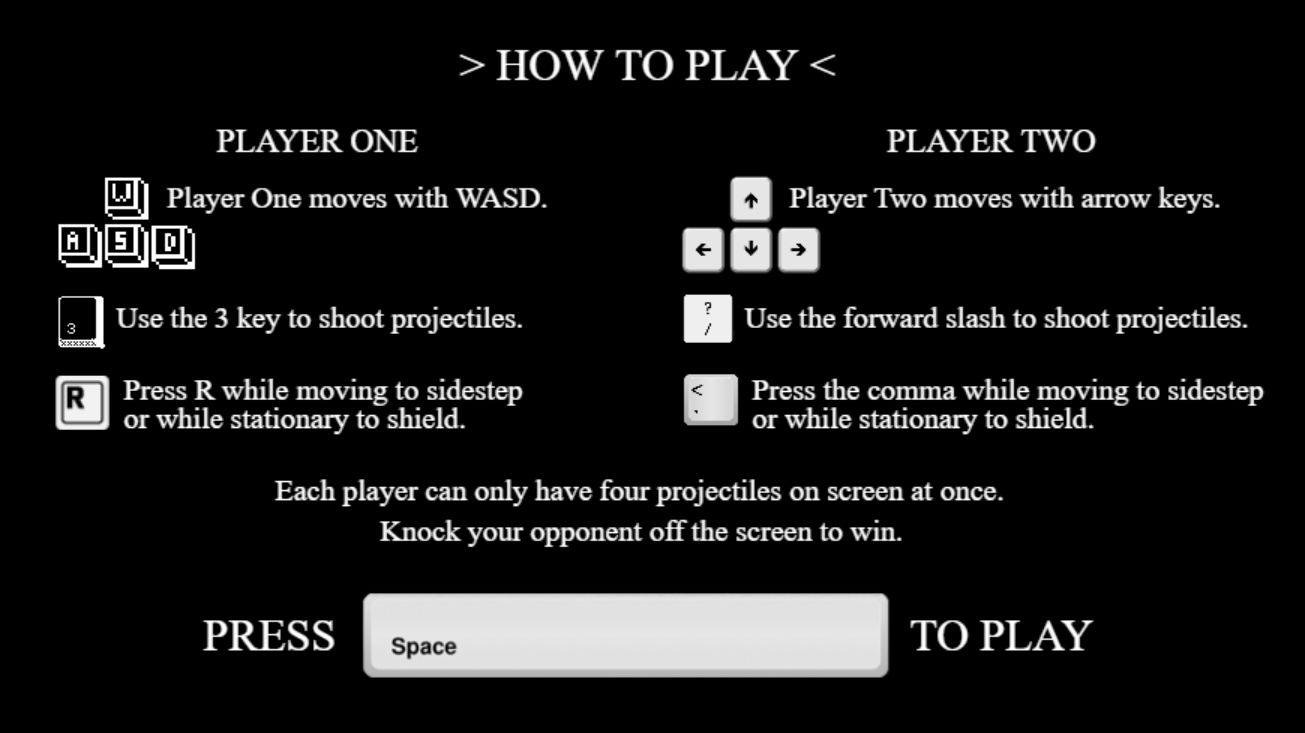 > HOW TO PLAY <
PLAYER ONE
W
Player One moves with WASD.
A S D
3
Use the 3 key to shoot projectiles.
R
Press R while moving to sidestep
or while stationary to shield.
PLAYER TWO
↑
Player Two moves with arrow keys.
← ↓ →
?
/
Use the forward slash to shoot projectiles.
<
,
Press the comma while moving to sidestep
or while stationary to shield.
Each player can only have four projectiles on screen at once.
Knock your opponent off the screen to win.
PRESS Space TO PLAY